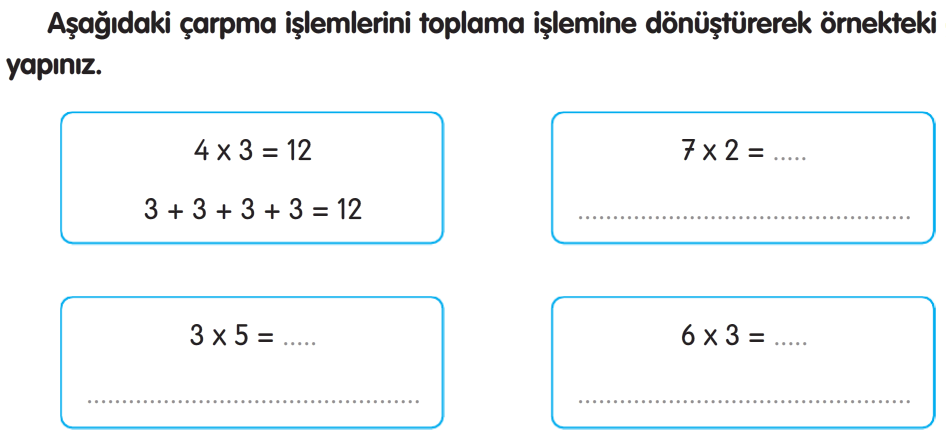 Aşağıdaki çarpma işlemlerini toplama işlemine dönüştürerek örnekteki
yapınız.
4 x 3 = 12
3 + 3 + 3 + 3 = 12
7 x 2 = .....
................................................
3 x 5 = .....
................................................
6 x 3 = .....
................................................